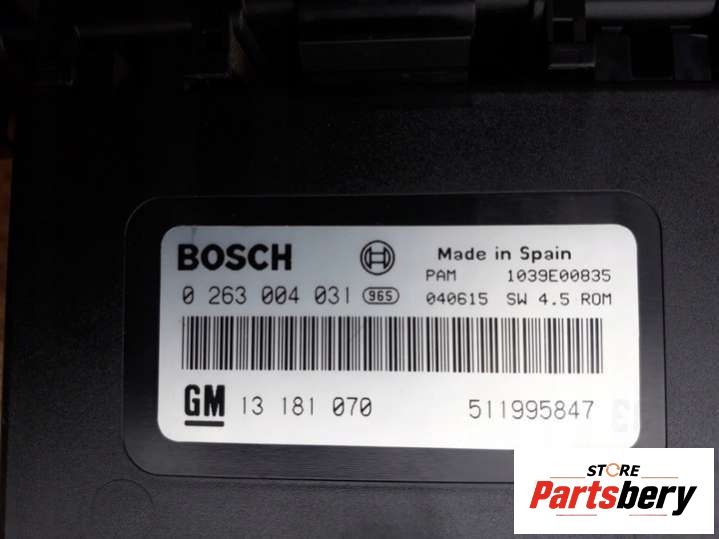 BOSCH
Made in Spain
PAM 1039E00835
0 263 004 031 965
040615 SW 4.5 ROM
GM 13 181 070 511995847
STORE
Partsbery